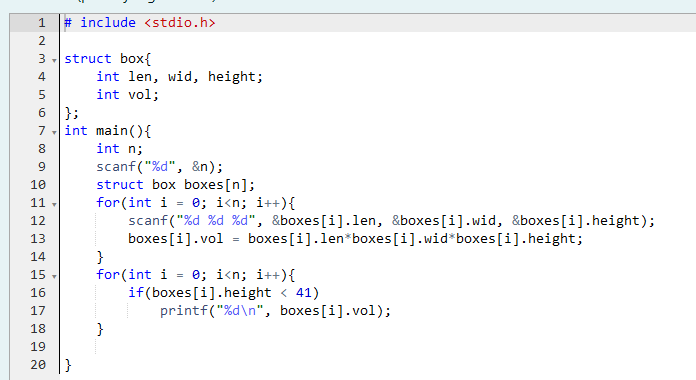 1 # include <stdio.h>
2
3 struct box{
4     int len, wid, height;
5     int vol;
6 };
7 int main(){
8     int n;
9     scanf("%d", &n);
10     struct box boxes[n];
11     for(int i = 0; i<n; i++){
12         scanf("%d %d %d", &boxes[i].len, &boxes[i].wid, &boxes[i].height);
13         boxes[i].vol = boxes[i].len*boxes[i].wid*boxes[i].height;
14     }
15     for(int i = 0; i<n; i++){
16         if(boxes[i].height < 41)
17             printf("%d\n", boxes[i].vol);
18     }
19
20 }